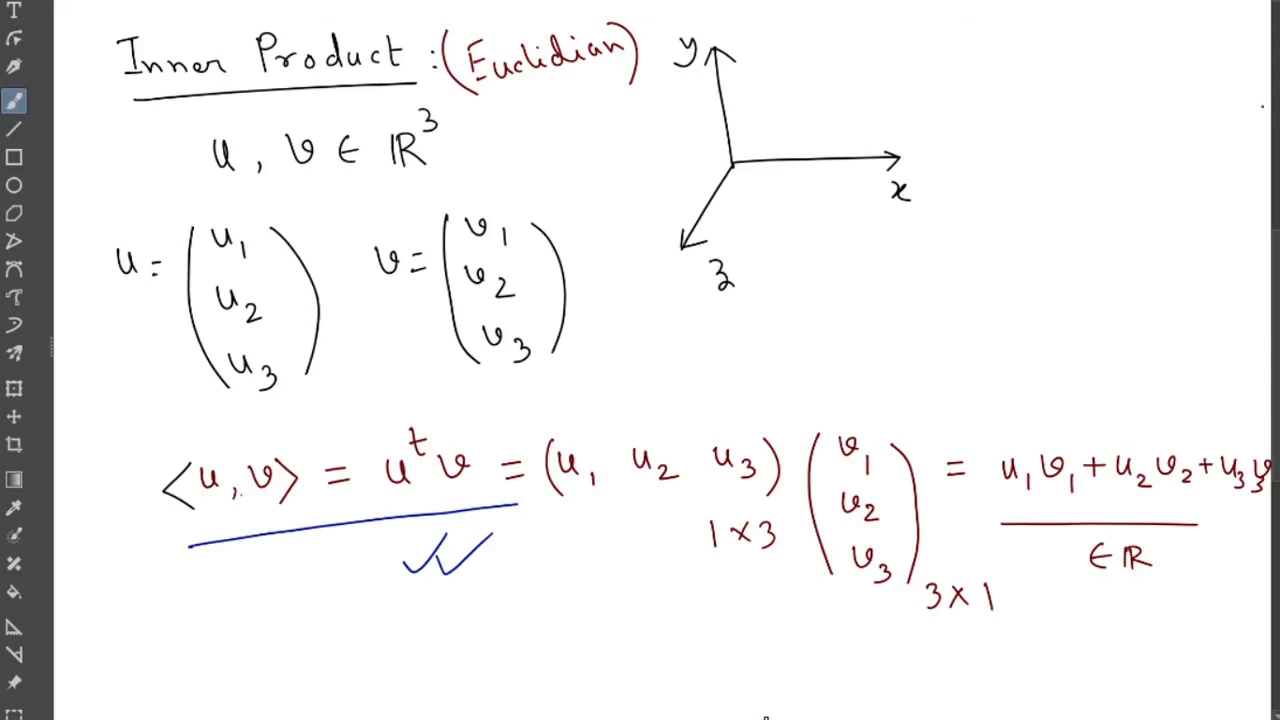 Inner Product : (Euclidian)
u, v ∈ ℝ³
y
x
z
u = (u₁ u₂ u₃) v = (v₁ v₂ v₃)
<u, v> = uᵗv = (u₁ u₂ u₃) (v₁ v₂ v₃) = u₁v₁ + u₂v₂ + u₃v₃
1×3
3×1
∈ ℝ